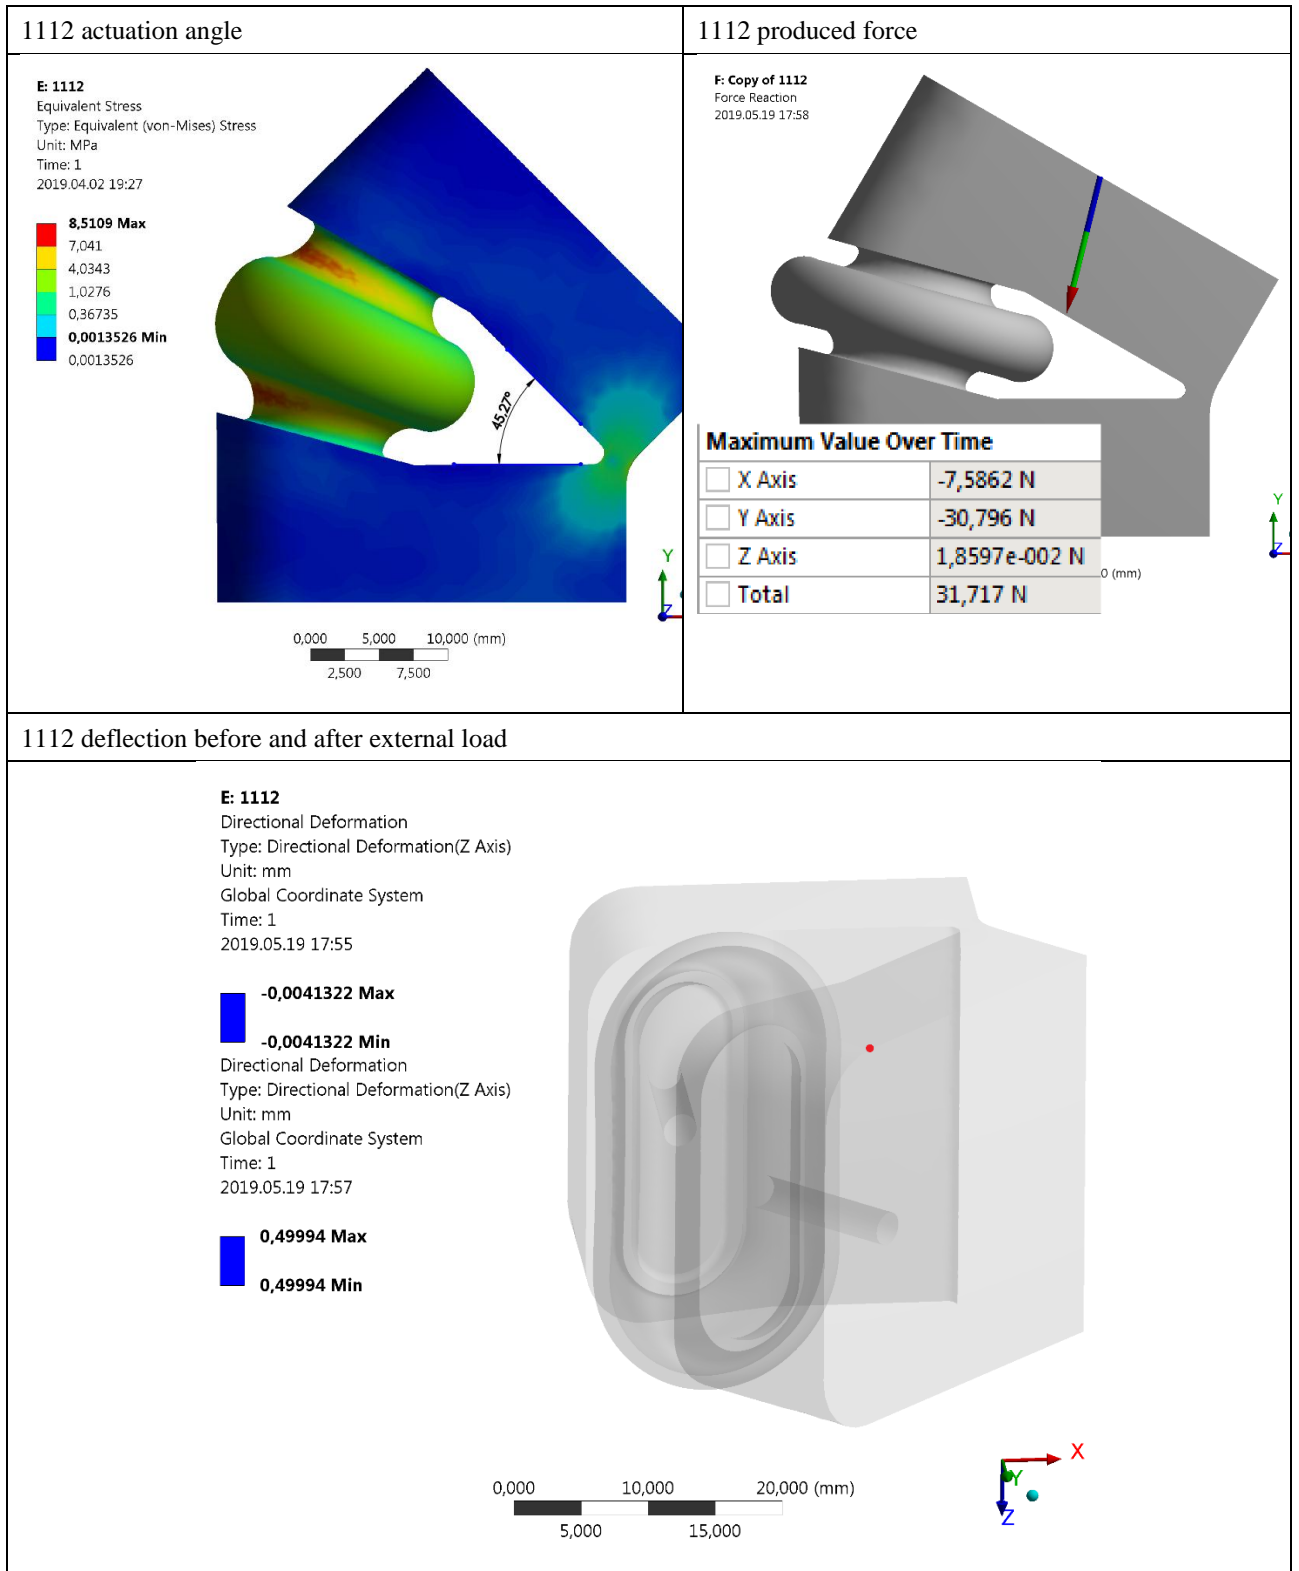 1112 actuation angle
1112 produced force
E: 1112
Equivalent Stress
Type: Equivalent (von-Mises) Stress
Unit: MPa
Time: 1
2019.04.02 19:27
8,5109 Max
7,041
4,0343
1,0276
0,36735
0,0013526 Min
0,0013526
45,27°
Y
Z
0,000 5,000 10,000 (mm)
2,500 7,500
F: Copy of 1112
Force Reaction
2019.05.19 17:58
Maximum Value Over Time
X Axis -7,5862 N
Y Axis -30,796 N
Z Axis 1,8597e-002 N
Total 31,717 N
0 (mm)
Y
Z
1112 deflection before and after external load
E: 1112
Directional Deformation
Type: Directional Deformation(Z Axis)
Unit: mm
Global Coordinate System
Time: 1
2019.05.19 17:55
-0,0041322 Max
-0,0041322 Min
Directional Deformation
Type: Directional Deformation(Z Axis)
Unit: mm
Global Coordinate System
Time: 1
2019.05.19 17:57
0,49994 Max
0,49994 Min
0,000 10,000 20,000 (mm)
5,000 15,000
X
Y
Z